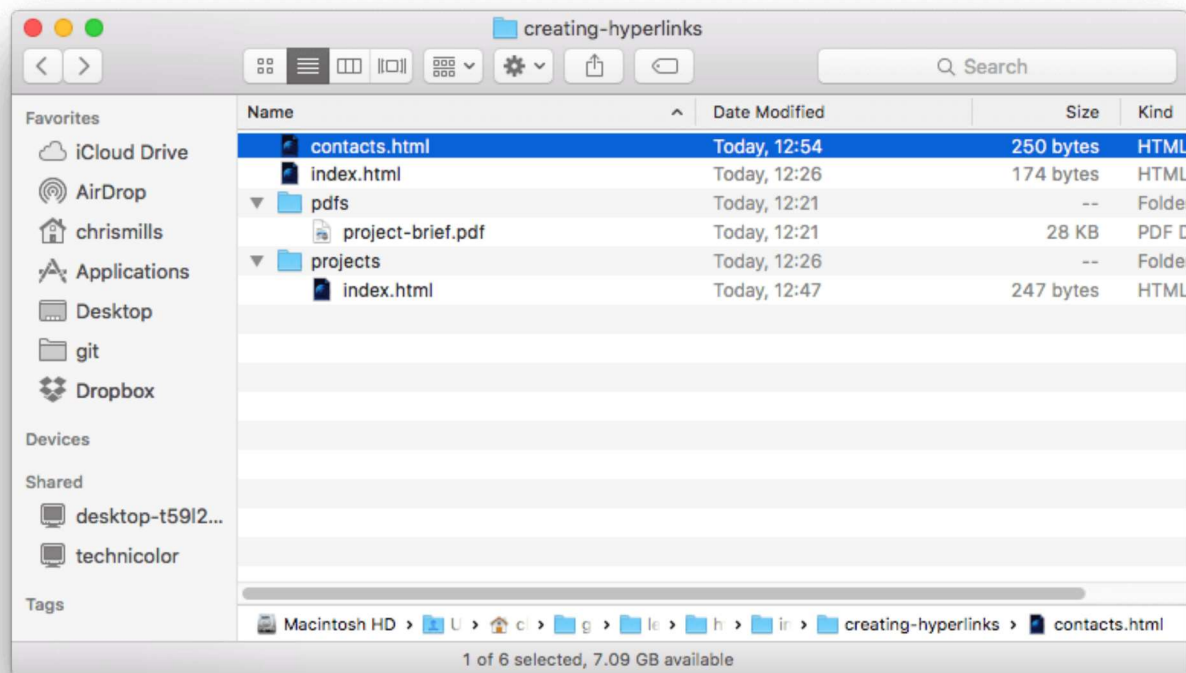 creating-hyperlinks
Search
Favorites
iCloud Drive
AirDrop
chrismills
Applications
Desktop
git
Dropbox
Devices
Shared
desktop-t59l2...
technicolor
Tags
Name Date Modified Size Kind
contacts.html Today, 12:54 250 bytes HTML
index.html Today, 12:26 174 bytes HTML
pdfs Today, 12:21 -- Folde
project-brief.pdf Today, 12:21 28 KB PDF D
projects Today, 12:26 -- Folde
index.html Today, 12:47 247 bytes HTML
Macintosh HD › U › cl › g › le › h › in › creating-hyperlinks › contacts.html
1 of 6 selected, 7.09 GB available